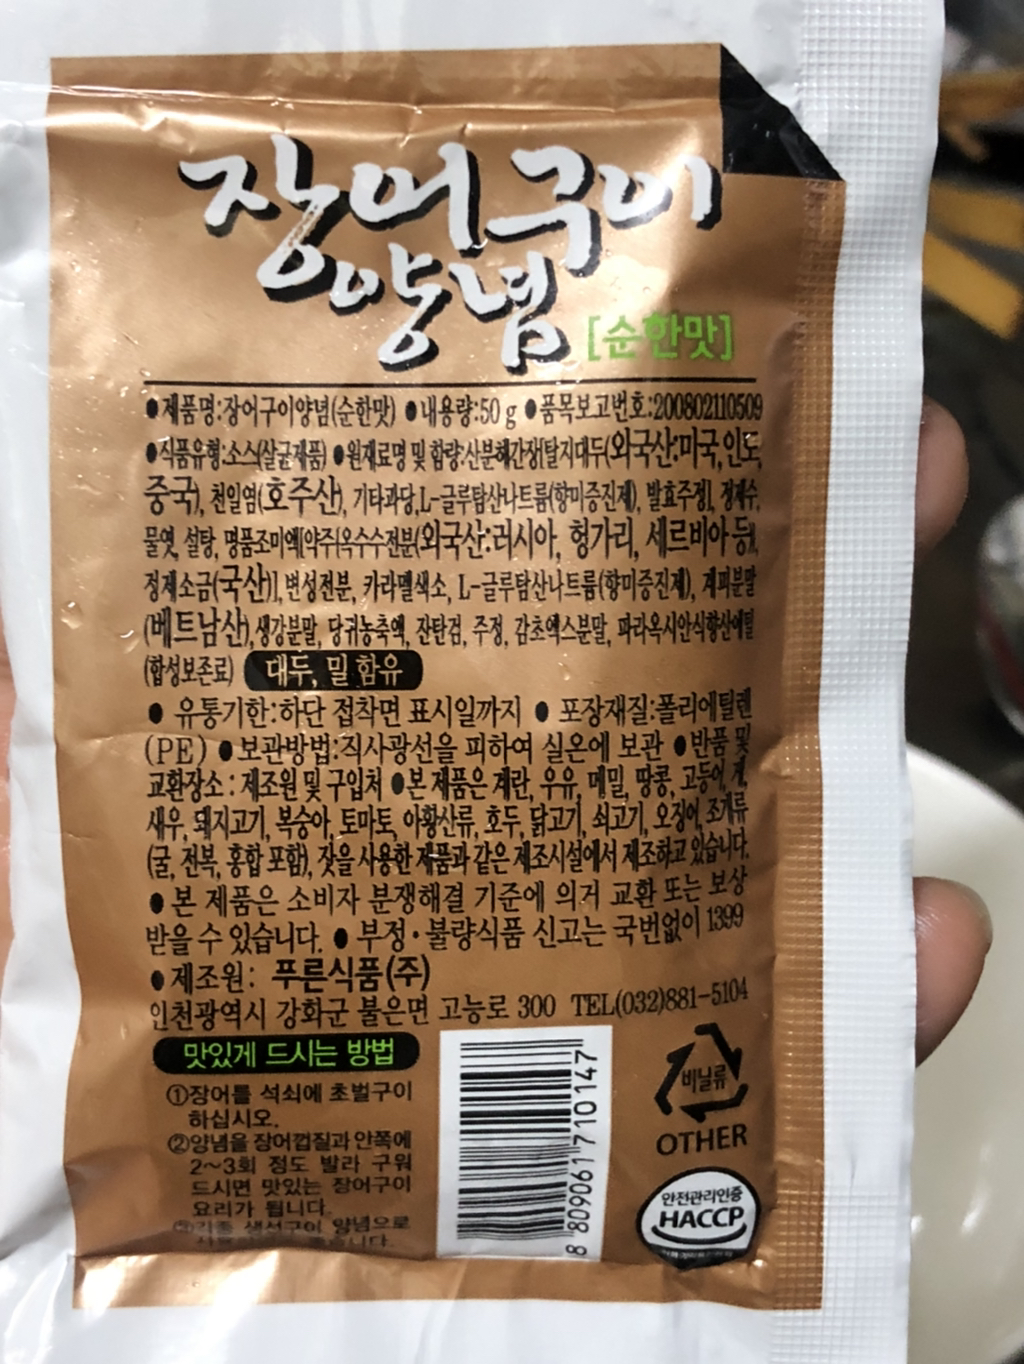 장어구이
양념
[순한맛]
●제품명:장어구이양념(순한맛) ●내용량:50g ●품목보고번호:200802110509
●식품유형:소스(살균제품) ●원재료명 및 함량:산분해간장[탈지대두(외국산:미국,인도,
중국), 천일염(호주산), 기타과당,L-글루탐산나트륨(향미증진제), 발효주정], 정제수,
물엿, 설탕, 명품조미액[약주(옥수수전분(외국산:러시아, 헝가리, 세르비아 등),
정제소금(국산)], 변성전분, 카라멜색소, L-글루탐산나트륨(향미증진제), 계피분말
(베트남산),생강분말, 당귀농축액, 잔탄검, 주정, 감초엑스분말, 파라옥시안식향산에틸
(합성보존료) 대두, 밀 함유
● 유통기한:하단 접착면 표시일까지 ● 포장재질:폴리에틸렌
(PE) ●보관방법:직사광선을 피하여 실온에 보관 ●반품 및
교환장소 : 제조원 및 구입처 ●본 제품은 계란, 우유, 메밀, 땅콩, 고등어, 게,
새우, 돼지고기, 복숭아, 토마토, 아황산류, 호두, 닭고기, 쇠고기, 오징어, 조개류
(굴, 전복, 홍합 포함), 잣을 사용한 제품과 같은 제조시설에서 제조하고 있습니다.
● 본 제품은 소비자 분쟁해결 기준에 의거 교환 또는 보상
받을 수 있습니다. ● 부정·불량식품 신고는 국번없이 1399
●제조원: 푸른식품(주)
인천광역시 강화군 불은면 고능로 300 TEL(032)881-5104
맛있게 드시는 방법
①장어를 석쇠에 초벌구이
하십시오.
②양념을 장어껍질과 안쪽에
2~3회 정도 발라 구워
드시면 맛있는 장어구이
요리가 됩니다.
③각종 생선구이 양념으로
8 809061 710147
비닐류
OTHER
안전관리인증
HACCP